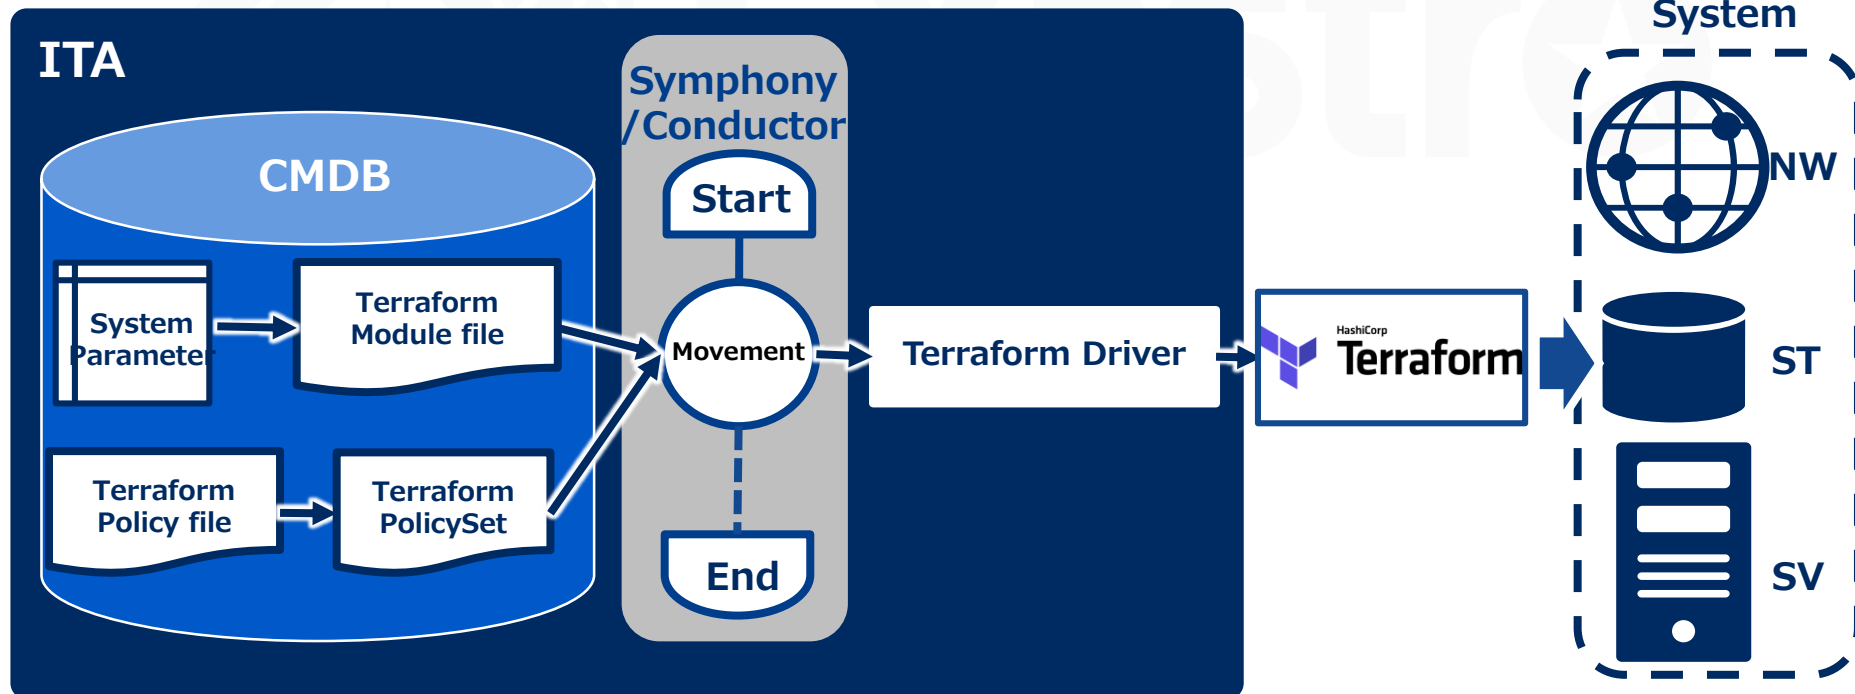 ITA
CMDB
System
Parameter
Terraform
Module file
Terraform
Policy file
Terraform
PolicySet
Symphony
/Conductor
Start
Movement
End
Terraform Driver
HashiCorp
Terraform
System
NW
ST
SV